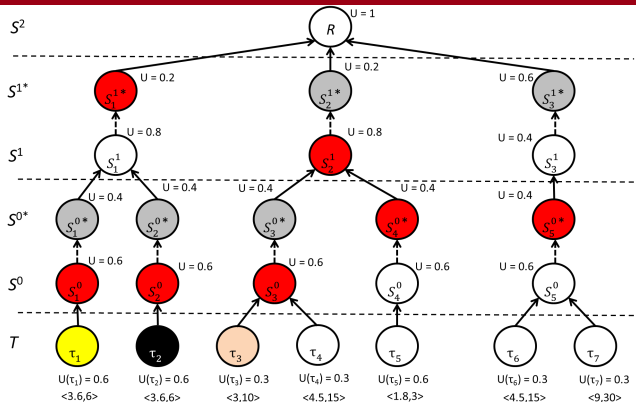 S² R U = 1
S¹* S₁¹* U = 0.2 S₂¹* U = 0.2 S₃¹* U = 0.6
S¹ S₁¹ U = 0.8 S₂¹ U = 0.8 S₃¹ U = 0.4
S⁰* S₁⁰* U = 0.4 S₂⁰* U = 0.4 S₃⁰* U = 0.4 S₄⁰* U = 0.4 S₅⁰* U = 0.4
S⁰ S₁⁰ U = 0.6 S₂⁰ U = 0.6 S₃⁰ U = 0.6 S₄⁰ U = 0.6 S₅⁰ U = 0.6
T τ₁ τ₂ τ₃ τ₄ τ₅ τ₆ τ₇
U(τ₁) = 0.6 U(τ₂) = 0.6 U(τ₃) = 0.3 U(τ₄) = 0.3 U(τ₅) = 0.6 U(τ₆) = 0.3 U(τ₇) = 0.3
<3.6,6> <3.6,6> <3,10> <4.5,15> <1.8,3> <4.5,15> <9,30>